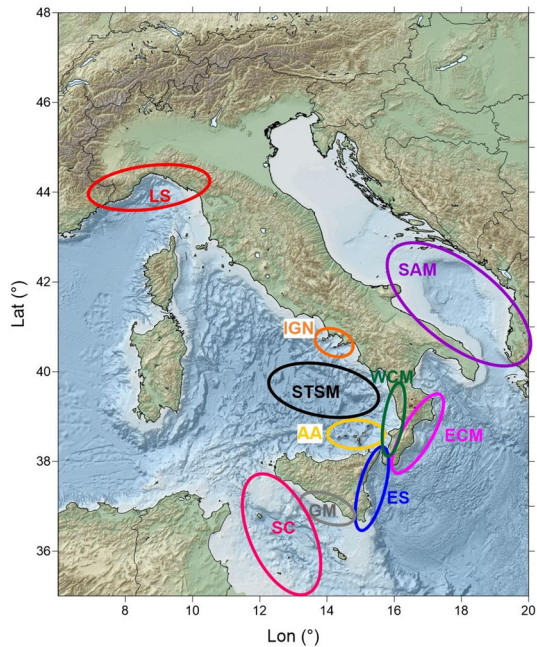 48
46
44
42
40
38
36
Lat (°)
LS
SAM
IGN
WCM
STSM
AA
ECM
ES
GM
SC
8
10
12
14
16
18
20
Lon (°)